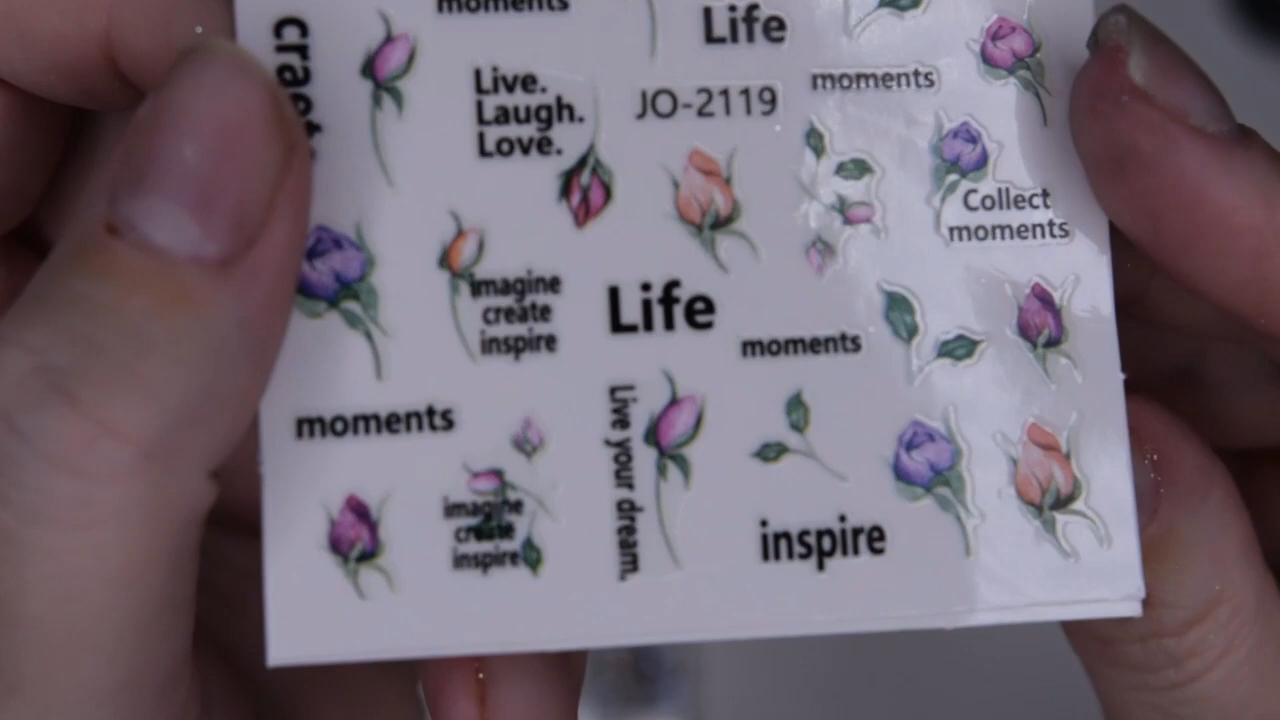 moments
Life
Live.
Laugh.
Love.
JO-2119
moments
Collect
moments
imagine
create
inspire
Life
moments
moments
Live your dream.
imagine
create
inspire
inspire